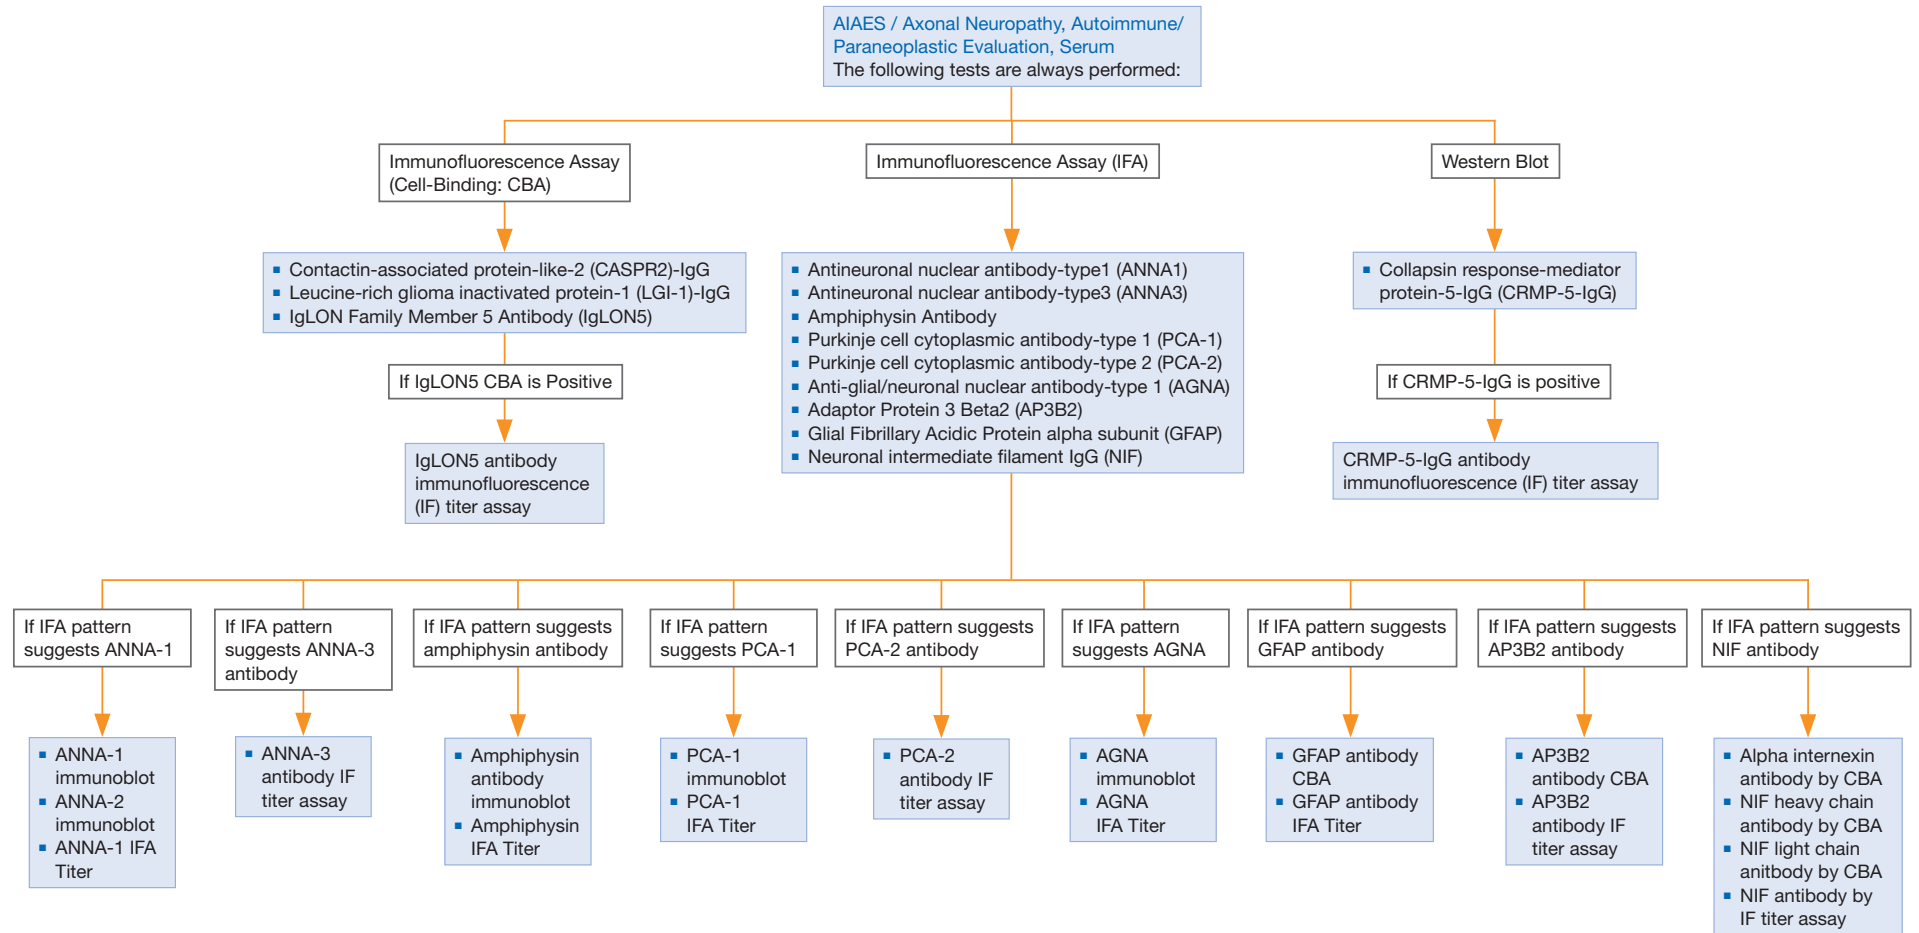 AIAES / Axonal Neuropathy, Autoimmune/
Paraneoplastic Evaluation, Serum
The following tests are always performed:
Immunofluorescence Assay
(Cell-Binding: CBA)
Immunofluorescence Assay (IFA)
Western Blot
▪ Contactin-associated protein-like-2 (CASPR2)-IgG
▪ Leucine-rich glioma inactivated protein-1 (LGI-1)-IgG
▪ IgLON Family Member 5 Antibody (IgLON5)
▪ Antineuronal nuclear antibody-type1 (ANNA1)
▪ Antineuronal nuclear antibody-type3 (ANNA3)
▪ Amphiphysin Antibody
▪ Purkinje cell cytoplasmic antibody-type 1 (PCA-1)
▪ Purkinje cell cytoplasmic antibody-type 2 (PCA-2)
▪ Anti-glial/neuronal nuclear antibody-type 1 (AGNA)
▪ Adaptor Protein 3 Beta2 (AP3B2)
▪ Glial Fibrillary Acidic Protein alpha subunit (GFAP)
▪ Neuronal intermediate filament IgG (NIF)
▪ Collapsin response-mediator
protein-5-IgG (CRMP-5-IgG)
If IgLON5 CBA is Positive
If CRMP-5-IgG is positive
IgLON5 antibody
immunofluorescence
(IF) titer assay
CRMP-5-IgG antibody
immunofluorescence (IF) titer assay
If IFA pattern
suggests ANNA-1
If IFA pattern
suggests ANNA-3
antibody
If IFA pattern suggests
amphiphysin antibody
If IFA pattern
suggests PCA-1
If IFA pattern suggests
PCA-2 antibody
If IFA pattern
suggests AGNA
If IFA pattern suggests
GFAP antibody
If IFA pattern suggests
AP3B2 antibody
If IFA pattern suggests
NIF antibody
▪ ANNA-1
immunoblot
▪ ANNA-2
immunoblot
▪ ANNA-1 IFA
Titer
▪ ANNA-3
antibody IF
titer assay
▪ Amphiphysin
antibody
immunoblot
▪ Amphiphysin
IFA Titer
▪ PCA-1
immunoblot
▪ PCA-1
IFA Titer
▪ PCA-2
antibody IF
titer assay
▪ AGNA
immunoblot
▪ AGNA
IFA Titer
▪ GFAP antibody
CBA
▪ GFAP antibody
IFA Titer
▪ AP3B2
antibody CBA
▪ AP3B2
antibody IF
titer assay
▪ Alpha internexin
antibody by CBA
▪ NIF heavy chain
antibody by CBA
▪ NIF light chain
anitbody by CBA
▪ NIF antibody by
IF titer assay